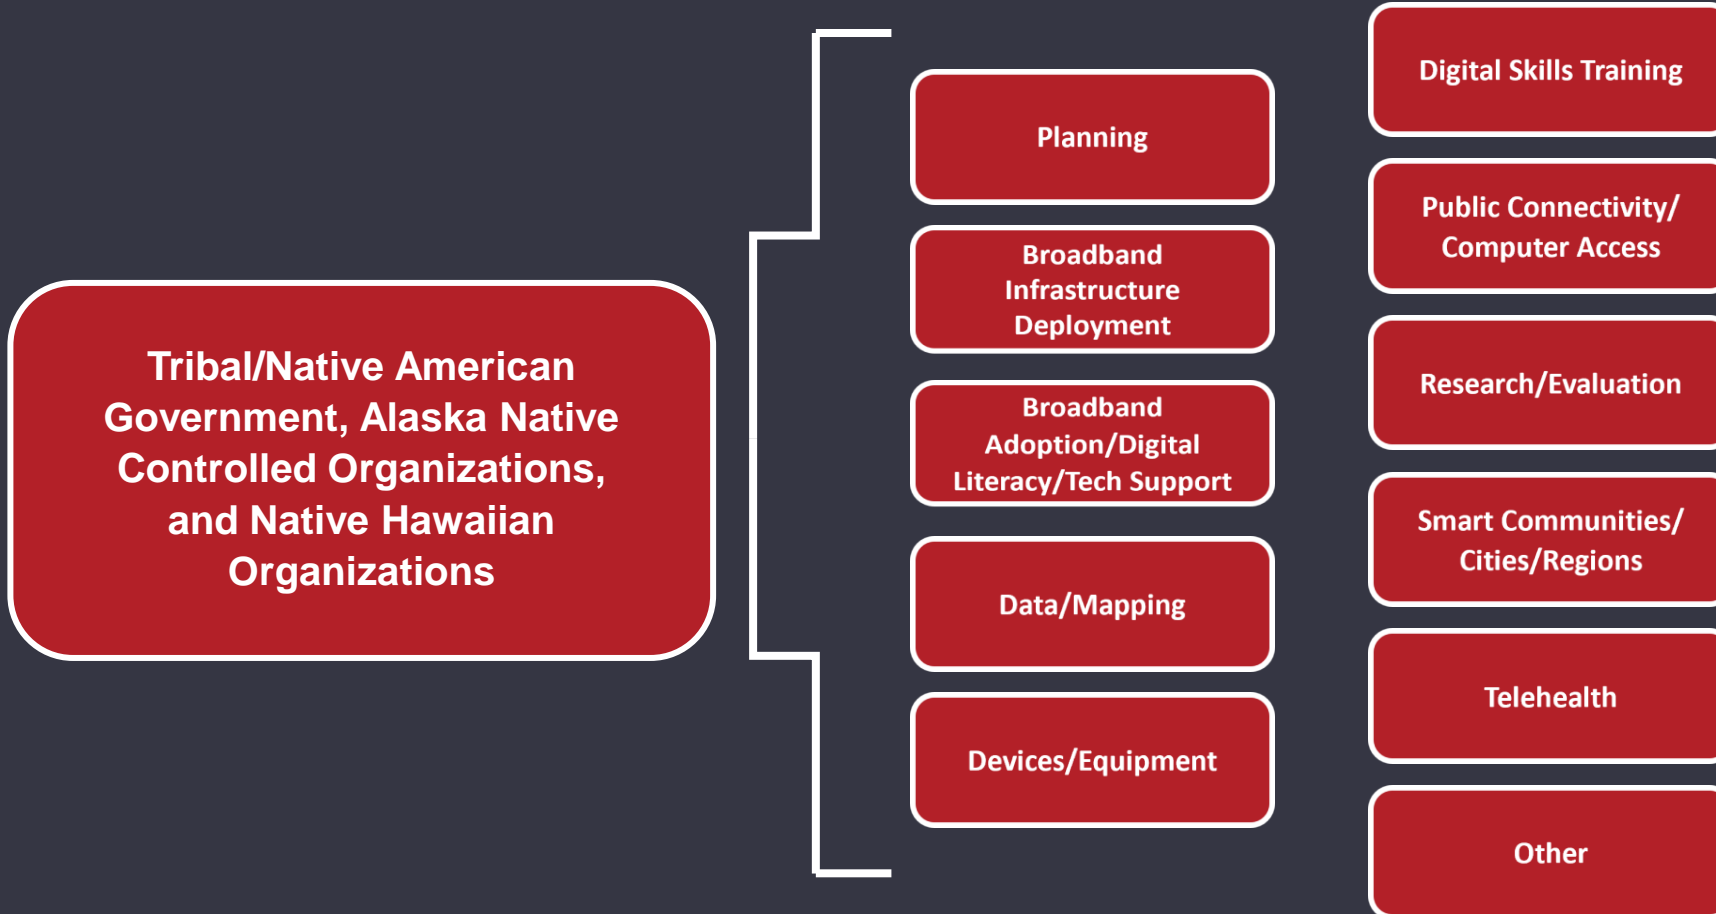 Tribal/Native American
Government, Alaska Native
Controlled Organizations,
and Native Hawaiian
Organizations
Planning
Broadband
Infrastructure
Deployment
Broadband
Adoption/Digital
Literacy/Tech Support
Data/Mapping
Devices/Equipment
Digital Skills Training
Public Connectivity/
Computer Access
Research/Evaluation
Smart Communities/
Cities/Regions
Telehealth
Other